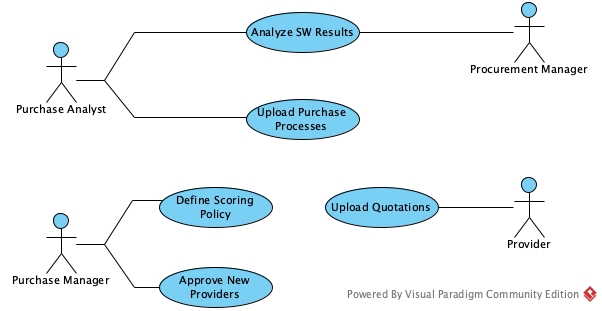 Analyze SW Results
Procurement Manager
Purchase Analyst
Upload Purchase
Processes
Define Scoring
Policy
Upload Quotations
Provider
Purchase Manager
Approve New
Providers
Powered By Visual Paradigm Community Edition